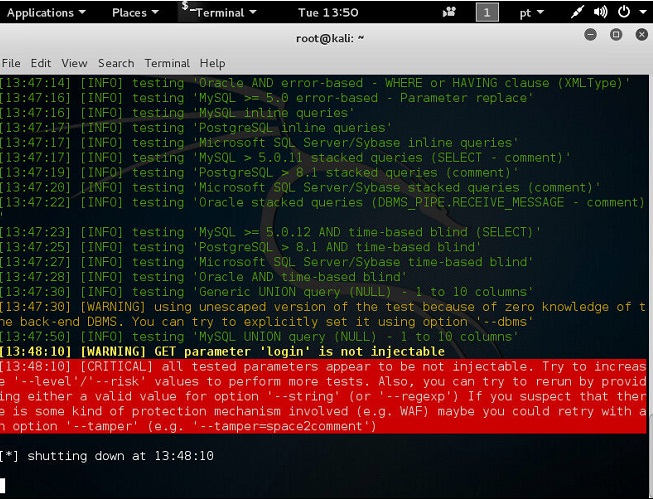 Applications Places Terminal Tue 13:50 1 pt
root@kali: ~
File Edit View Search Terminal Help
[13:47:14] [INFO] testing 'Oracle AND error-based - WHERE or HAVING clause (XMLType)'
[13:47:16] [INFO] testing 'MySQL >= 5.0 error-based - Parameter replace'
[13:47:16] [INFO] testing 'MySQL inline queries'
[13:47:17] [INFO] testing 'PostgreSQL inline queries'
[13:47:17] [INFO] testing 'Microsoft SQL Server/Sybase inline queries'
[13:47:17] [INFO] testing 'MySQL > 5.0.11 stacked queries (SELECT - comment)'
[13:47:19] [INFO] testing 'PostgreSQL > 8.1 stacked queries (comment)'
[13:47:20] [INFO] testing 'Microsoft SQL Server/Sybase stacked queries (comment)'
[13:47:22] [INFO] testing 'Oracle stacked queries (DBMS_PIPE.RECEIVE_MESSAGE - comment)
'
[13:47:23] [INFO] testing 'MySQL >= 5.0.12 AND time-based blind (SELECT)'
[13:47:25] [INFO] testing 'PostgreSQL > 8.1 AND time-based blind'
[13:47:27] [INFO] testing 'Microsoft SQL Server/Sybase time-based blind'
[13:47:28] [INFO] testing 'Oracle AND time-based blind'
[13:47:30] [INFO] testing 'Generic UNION query (NULL) - 1 to 10 columns'
[13:47:30] [WARNING] using unescaped version of the test because of zero knowledge of t
he back-end DBMS. You can try to explicitly set it using option '--dbms'
[13:47:50] [INFO] testing 'MySQL UNION query (NULL) - 1 to 10 columns'
[13:48:10] [WARNING] GET parameter 'login' is not injectable
[13:48:10] [CRITICAL] all tested parameters appear to be not injectable. Try to increas
e '--level'/'--risk' values to perform more tests. Also, you can try to rerun by provid
ing either a valid value for option '--string' (or '--regexp') If you suspect that ther
e is some kind of protection mechanism involved (e.g. WAF) maybe you could retry with a
n option '--tamper' (e.g. '--tamper=space2comment')
[*] shutting down at 13:48:10